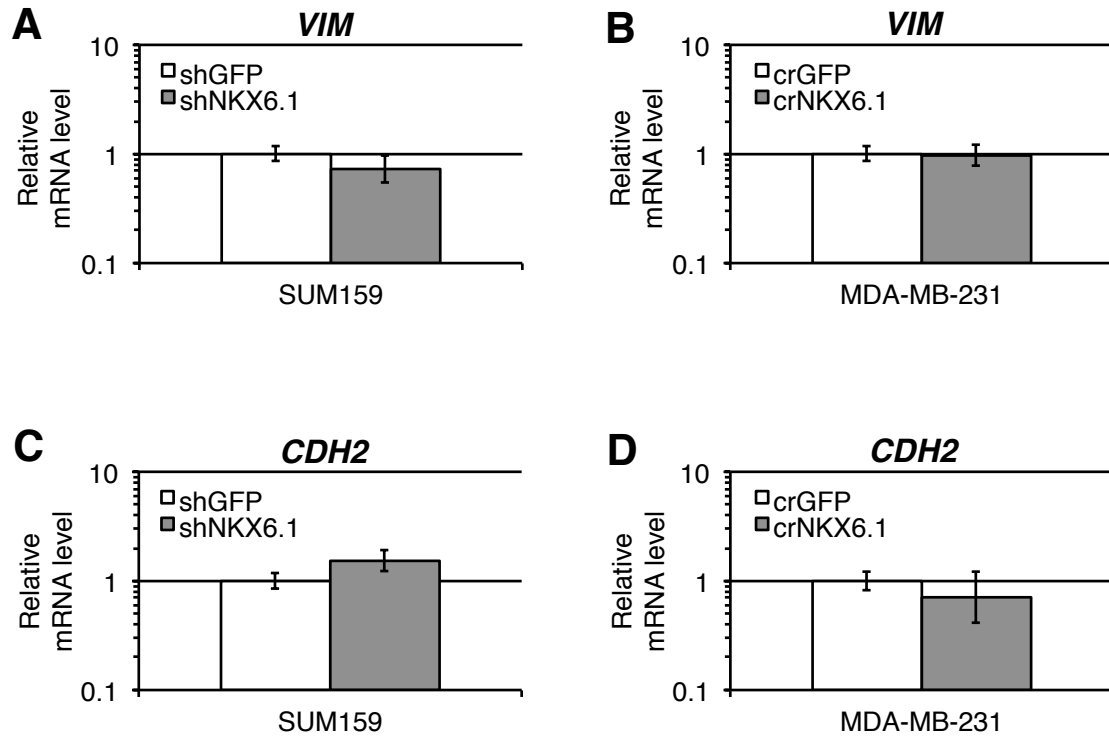 A
VIM
10
1
0.1
Relative
mRNA level
shGFP
shNKX6.1
SUM159
B
VIM
10
1
0.1
Relative
mRNA level
crGFP
crNKX6.1
MDA-MB-231
C
CDH2
10
1
0.1
Relative
mRNA level
shGFP
shNKX6.1
SUM159
D
CDH2
10
1
0.1
Relative
mRNA level
crGFP
crNKX6.1
MDA-MB-231